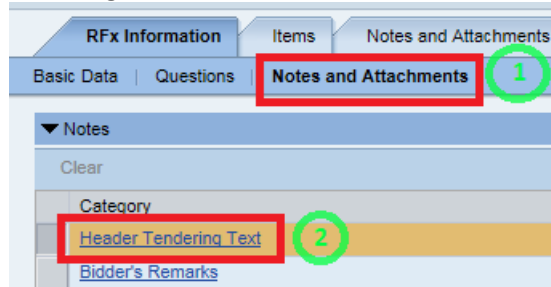 RFx Information Items Notes and Attachments
Basic Data | Questions | Notes and Attachments 1
Notes
Clear
Category
Header Tendering Text 2
Bidder's Remarks